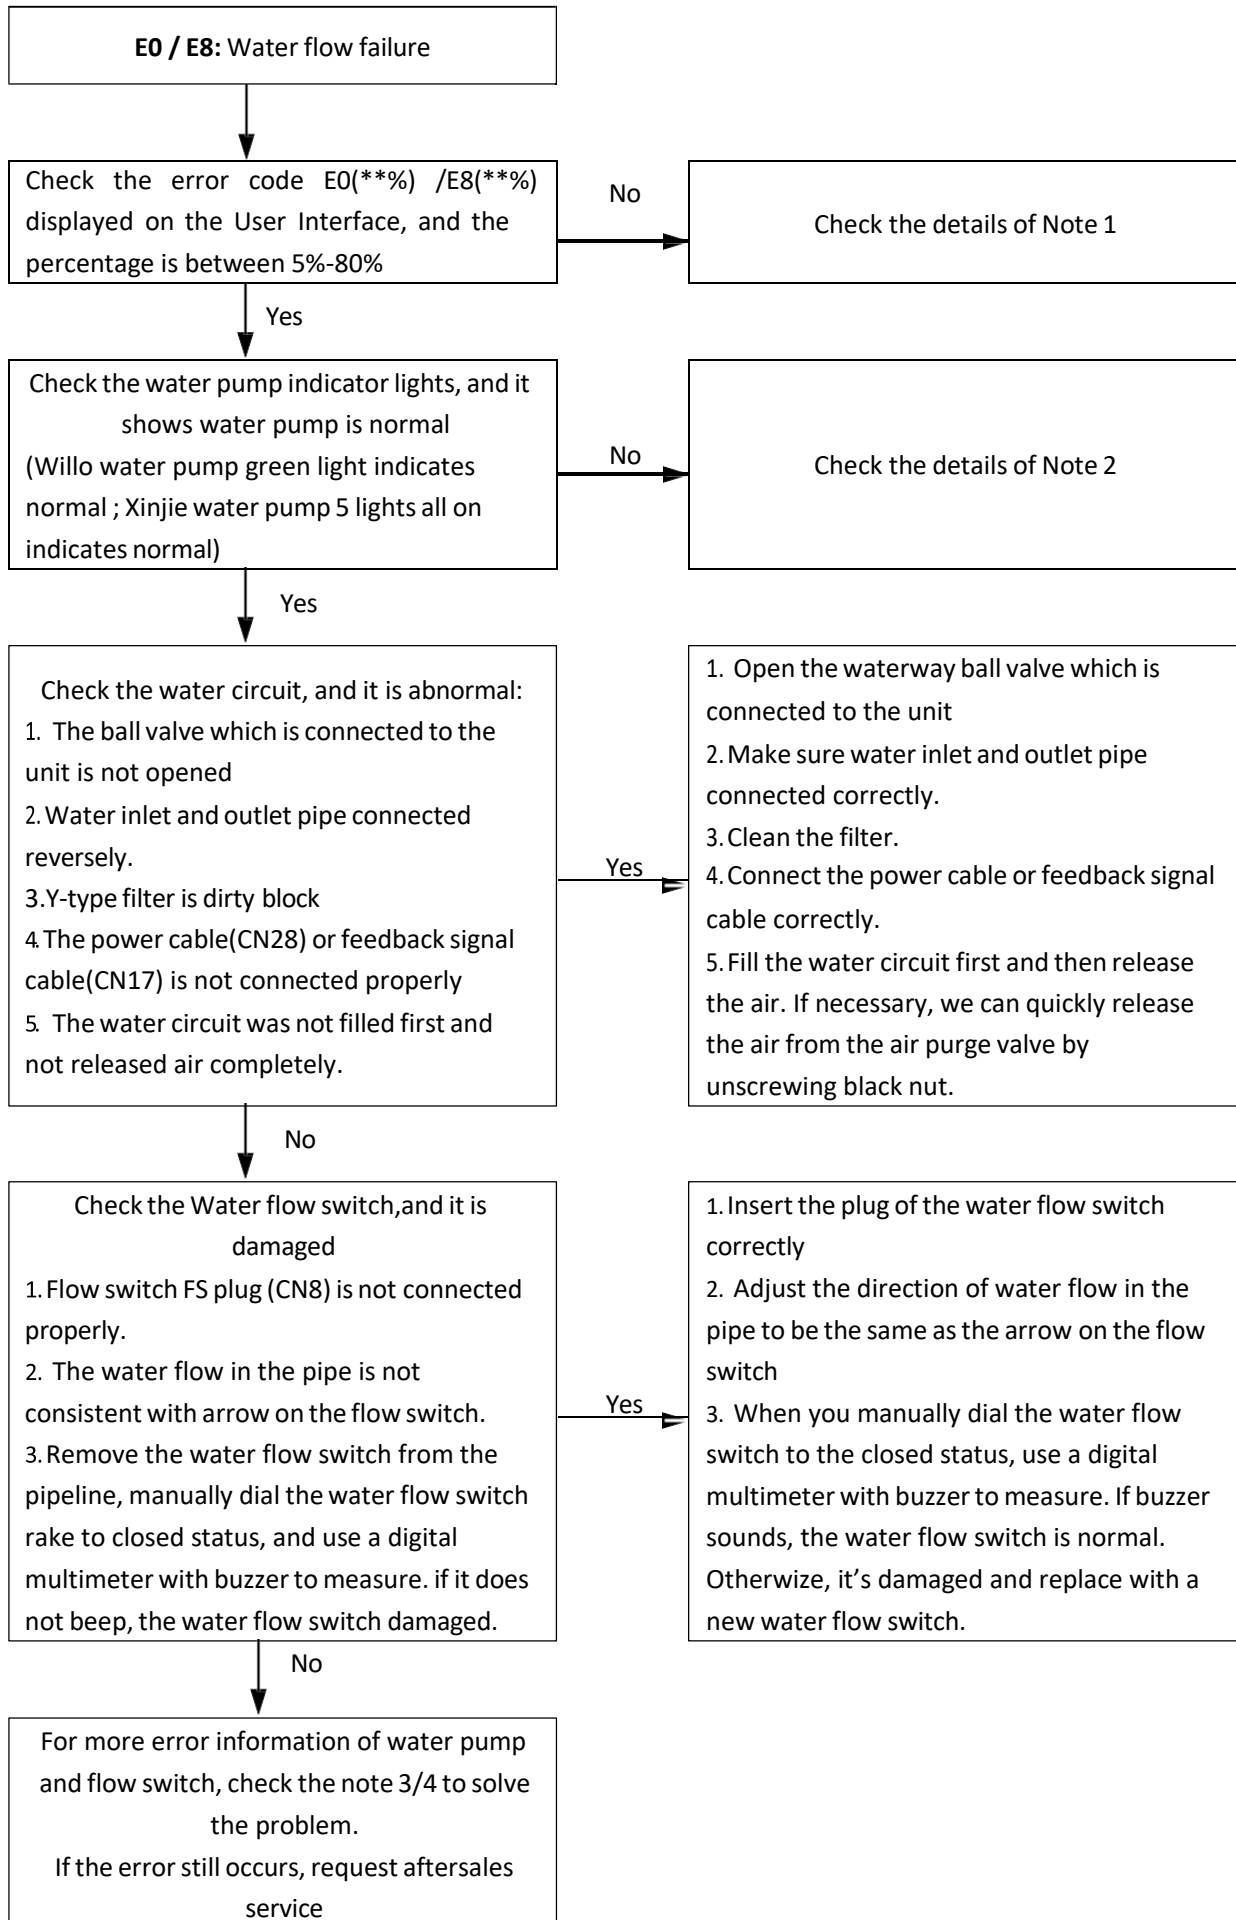 E0 / E8: Water flow failure
Check the error code E0(**%) /E8(**%)
displayed on the User Interface, and the
percentage is between 5%-80%
No
Check the details of Note 1
Yes
Check the water pump indicator lights, and it
shows water pump is normal
(Willo water pump green light indicates
normal ; Xinjie water pump 5 lights all on
indicates normal)
No
Check the details of Note 2
Yes
Check the water circuit, and it is abnormal:
1. The ball valve which is connected to the
unit is not opened
2. Water inlet and outlet pipe connected
reversely.
3.Y-type filter is dirty block
4.The power cable(CN28) or feedback signal
cable(CN17) is not connected properly
5. The water circuit was not filled first and
not released air completely.
Yes
1. Open the waterway ball valve which is
connected to the unit
2. Make sure water inlet and outlet pipe
connected correctly.
3. Clean the filter.
4. Connect the power cable or feedback signal
cable correctly.
5. Fill the water circuit first and then release
the air. If necessary, we can quickly release
the air from the air purge valve by
unscrewing black nut.
No
Check the Water flow switch,and it is
damaged
1. Flow switch FS plug (CN8) is not connected
properly.
2. The water flow in the pipe is not
consistent with arrow on the flow switch.
3. Remove the water flow switch from the
pipeline, manually dial the water flow switch
rake to closed status, and use a digital
multimeter with buzzer to measure. if it does
not beep, the water flow switch damaged.
Yes
1. Insert the plug of the water flow switch
correctly
2. Adjust the direction of water flow in the
pipe to be the same as the arrow on the flow
switch
3. When you manually dial the water flow
switch to the closed status, use a digital
multimeter with buzzer to measure. If buzzer
sounds, the water flow switch is normal.
Otherwize, it's damaged and replace with a
new water flow switch.
No
For more error information of water pump
and flow switch, check the note 3/4 to solve
the problem.
If the error still occurs, request aftersales
service